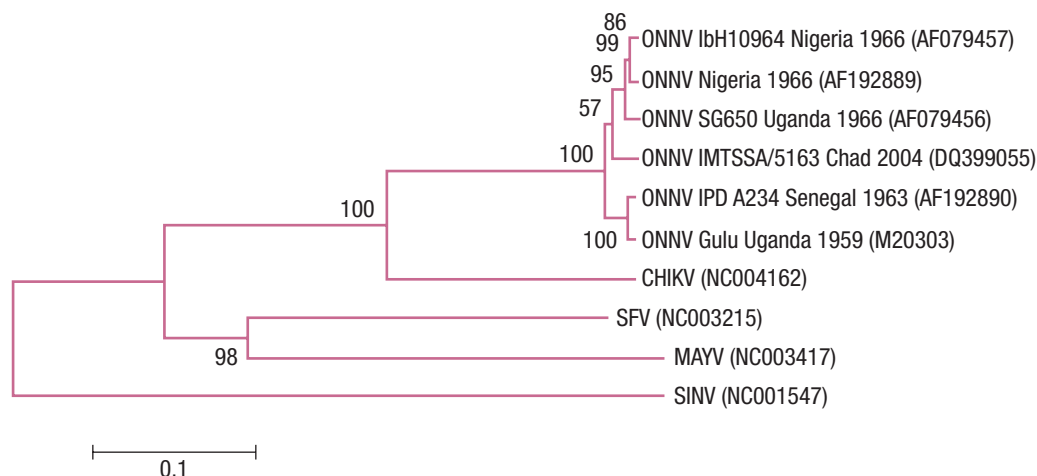 86
99
ONNV IbH10964 Nigeria 1966 (AF079457)
95
ONNV Nigeria 1966 (AF192889)
57
ONNV SG650 Uganda 1966 (AF079456)
100
ONNV IMTSSA/5163 Chad 2004 (DQ399055)
ONNV IPD A234 Senegal 1963 (AF192890)
100
100
ONNV Gulu Uganda 1959 (M20303)
CHIKV (NC004162)
SFV (NC003215)
98
MAYV (NC003417)
SINV (NC001547)
0.1